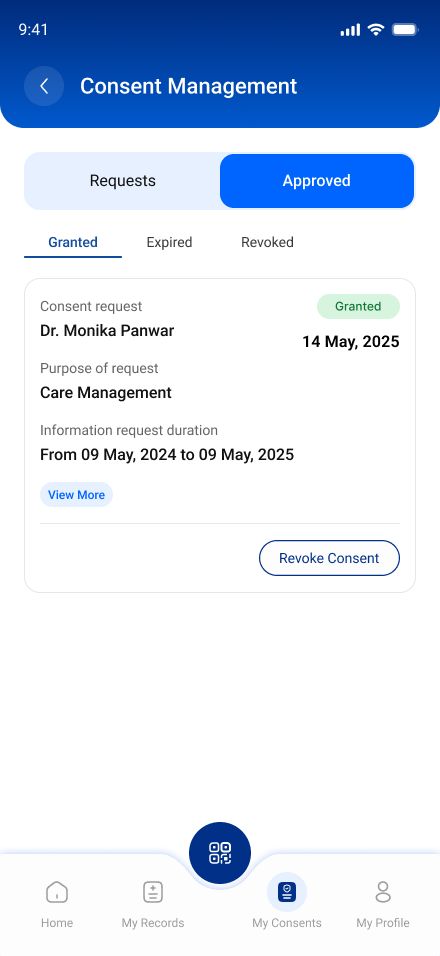 9:41
Consent Management
Requests
Approved
Granted
Expired
Revoked
Consent request
Granted
Dr. Monika Panwar
14 May, 2025
Purpose of request
Care Management
Information request duration
From 09 May, 2024 to 09 May, 2025
View More
Revoke Consent
Home
My Records
My Consents
My Profile